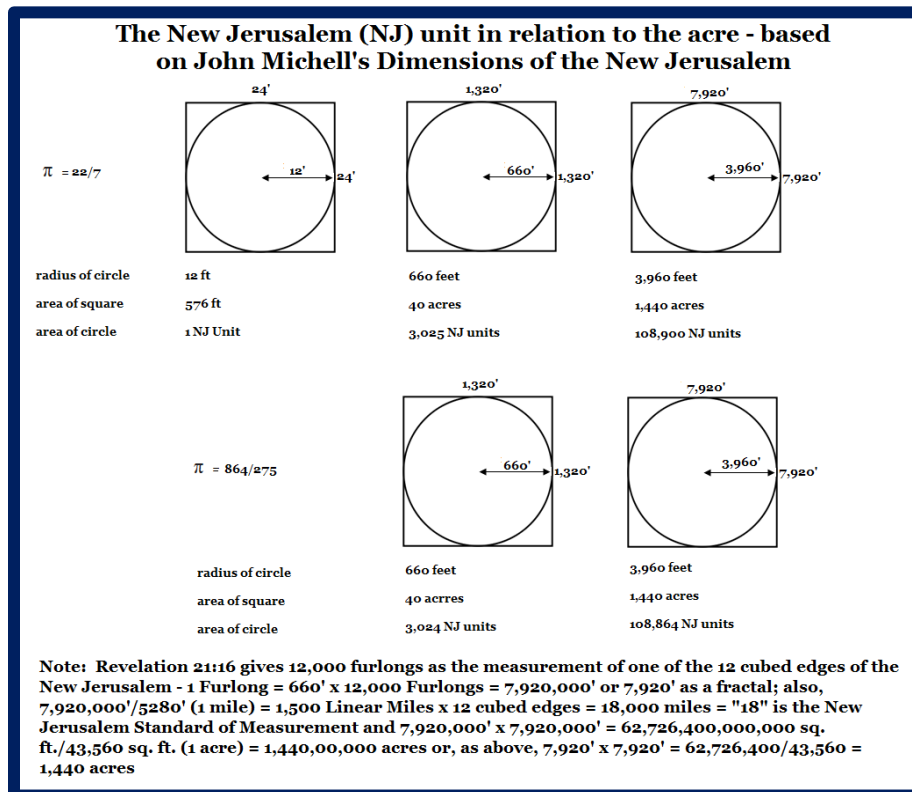 The New Jerusalem (NJ) unit in relation to the acre - based
on John Michell's Dimensions of the New Jerusalem
24' 1,320' 7,920'
π = 22/7 12' 24' 660' 1,320' 3,960' 7,920'
radius of circle 12 ft 660 feet 3,960 feet
area of square 576 ft 40 acres 1,440 acres
area of circle 1 NJ Unit 3,025 NJ units 108,900 NJ units
1,320' 7,920'
π = 864/275 660' 1,320' 3,960' 7,920'
radius of circle 660 feet 3,960 feet
area of square 40 acrres 1,440 acres
area of circle 3,024 NJ units 108,864 NJ units
Note: Revelation 21:16 gives 12,000 furlongs as the measurement of one of the 12 cubed edges of the
New Jerusalem - 1 Furlong = 660' x 12,000 Furlongs = 7,920,000' or 7,920' as a fractal; also,
7,920,000'/5280' (1 mile) = 1,500 Linear Miles x 12 cubed edges = 18,000 miles = "18" is the New
Jerusalem Standard of Measurement and 7,920,000' x 7,920,000' = 62,726,400,000,000 sq.
ft./43,560 sq. ft. (1 acre) = 1,440,00,000 acres or, as above, 7,920' x 7,920' = 62,726,400/43,560 =
1,440 acres